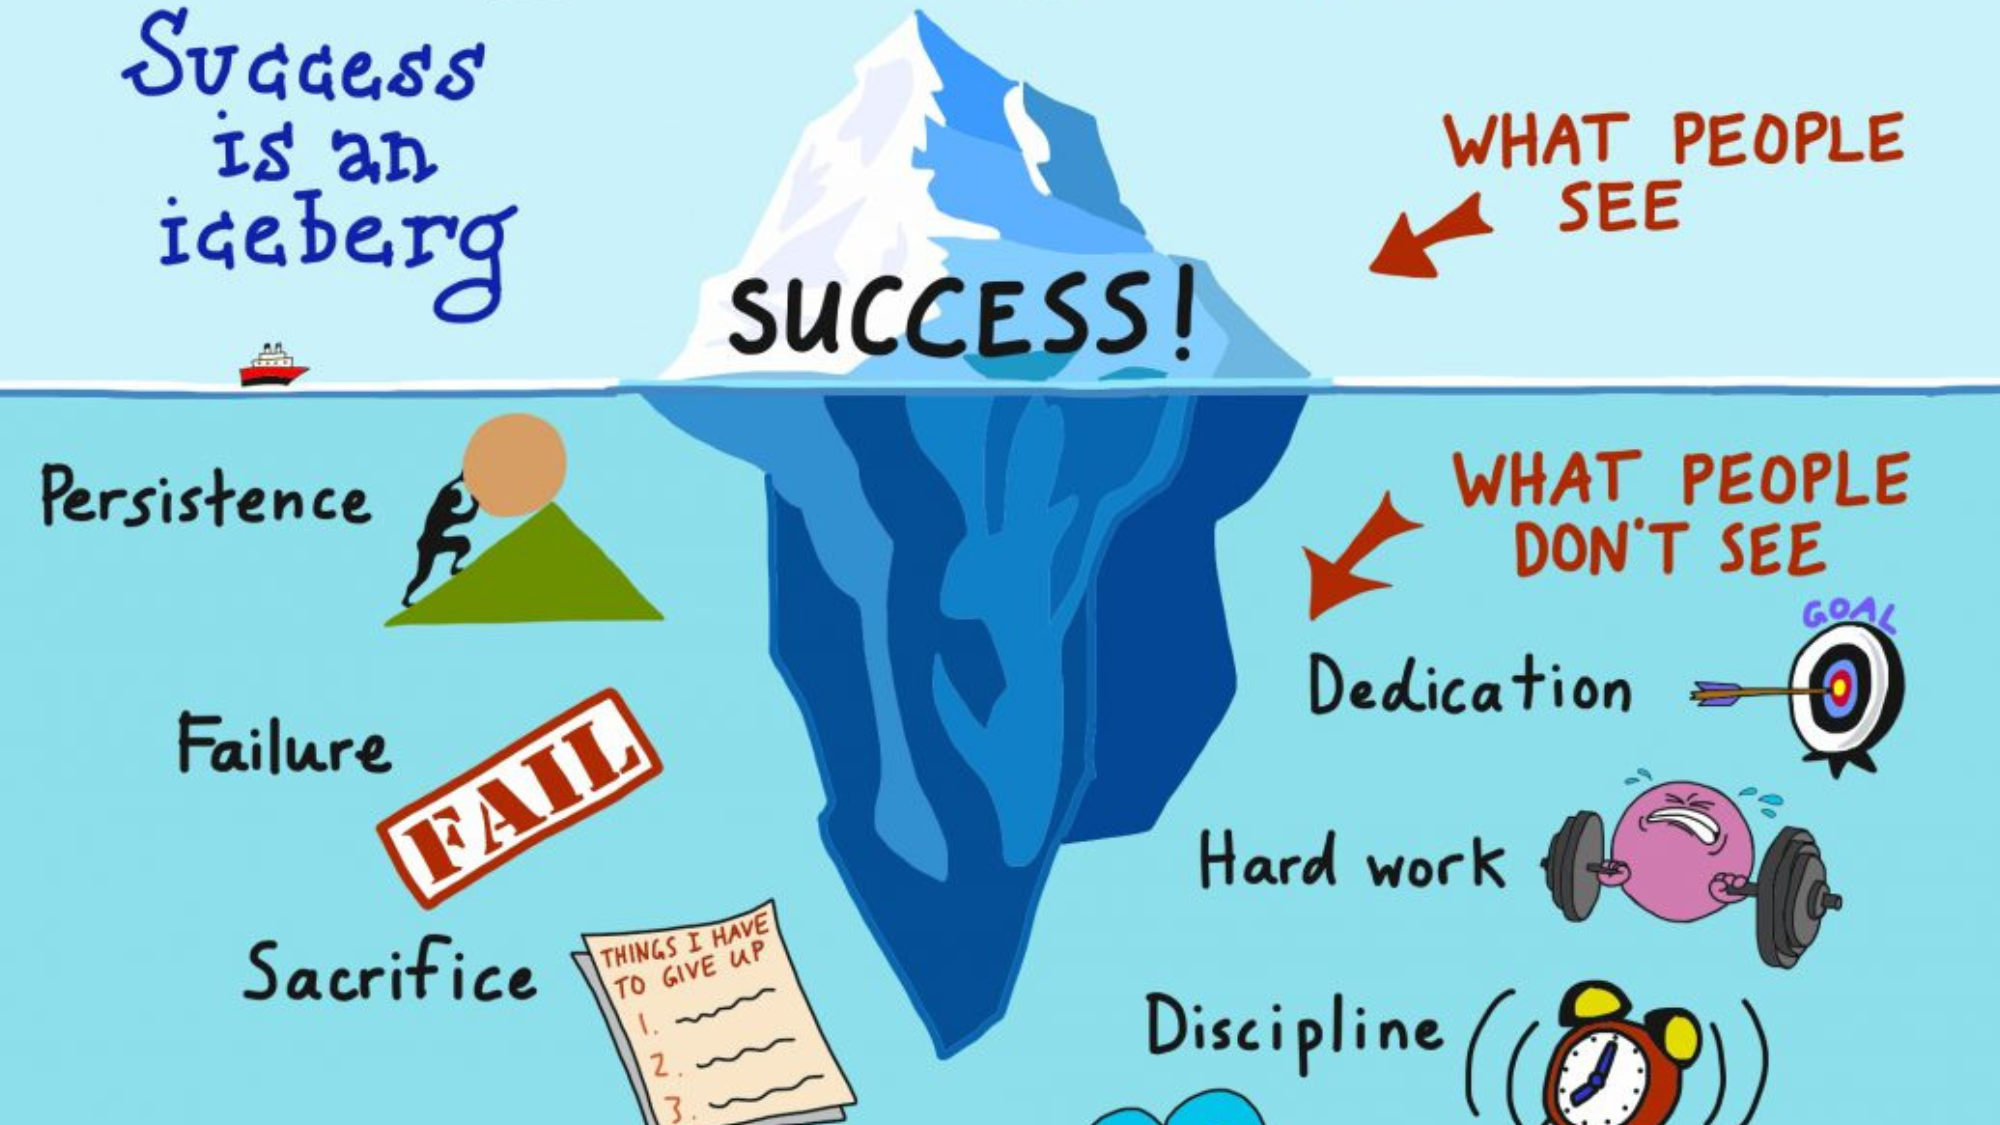 Success
is an
iceberg
WHAT PEOPLE
SEE
SUCCESS!
Persistence
WHAT PEOPLE
DON'T SEE
GOAL
Dedication
Failure
FAIL
Hard work
Sacrifice
THINGS I HAVE
TO GIVE UP
1.
2.
3.
Discipline